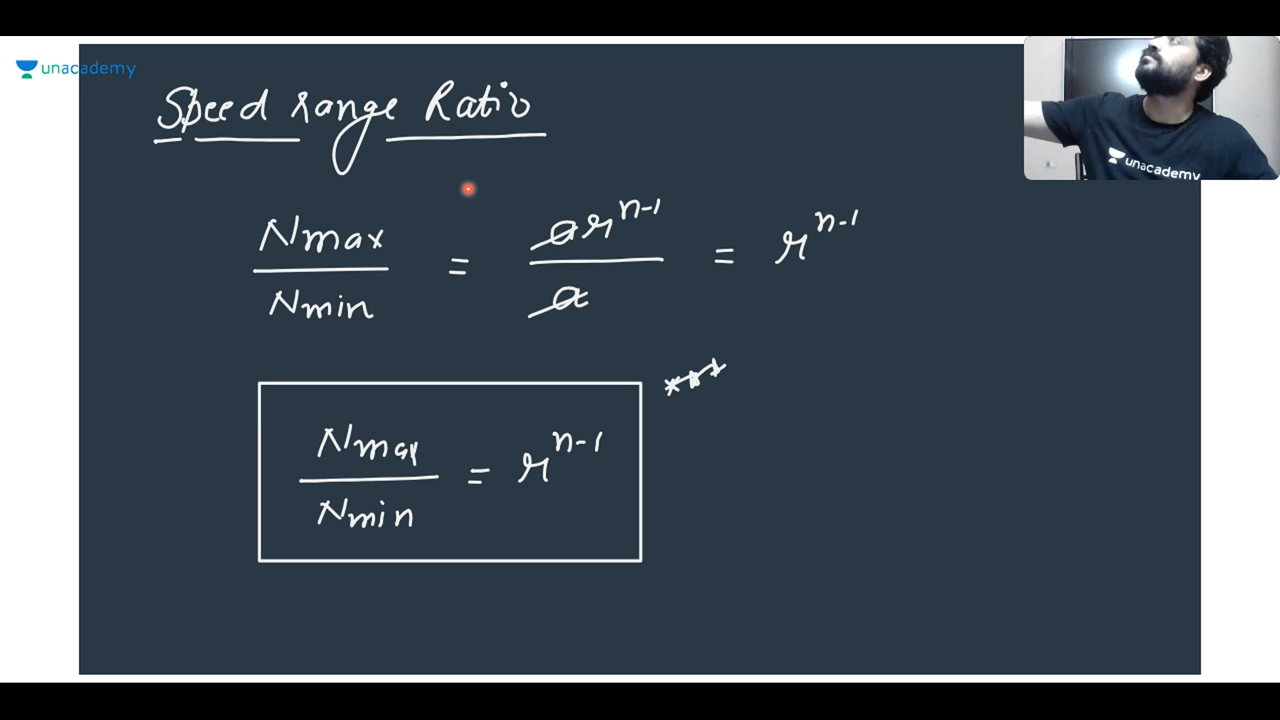 unacademy
Speed range Ratio
Nmax / Nmin = ar^n-1 / a = r^n-1
***
Nmax / Nmin = r^n-1
unacademy